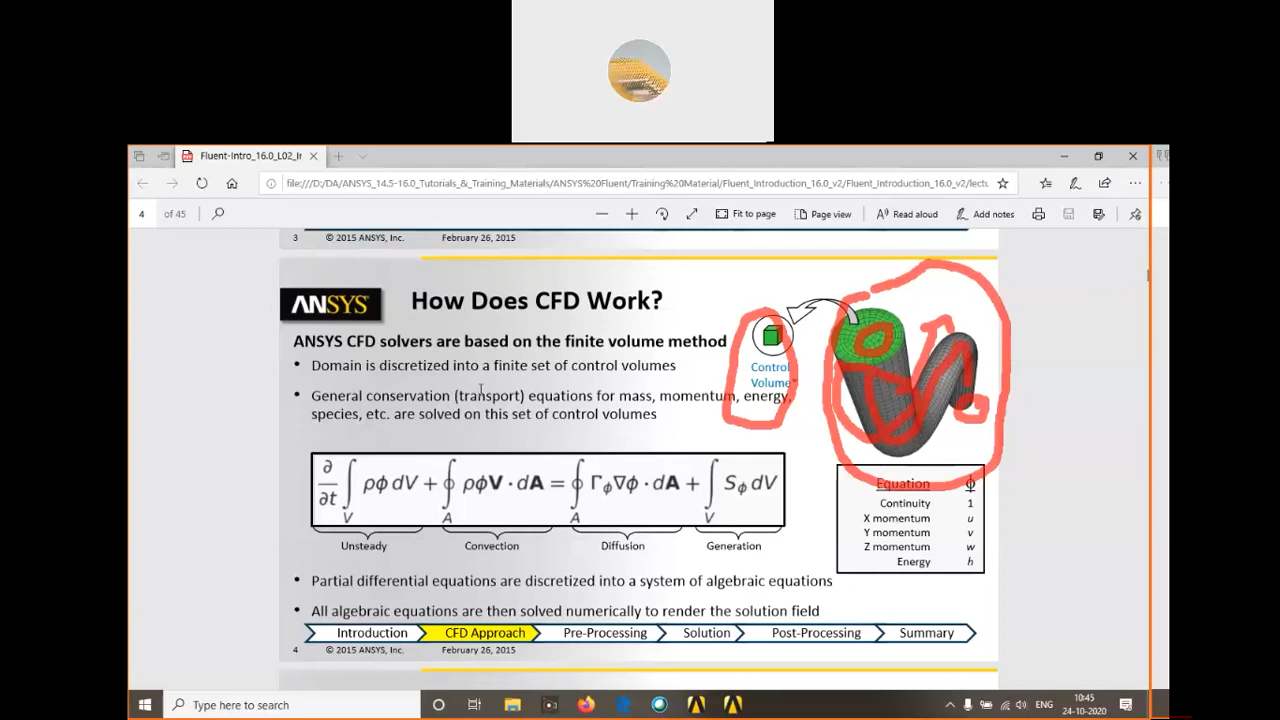 Fluent-Intro_16.0_L02_Ir
file:///D:/DA/ANSYS_14.5-16.0_Tutorials_&_Training_Materials/ANSYS%20Fluent/Training%20Material/Fluent_Introduction_16.0_v2/Fluent_Introduction_16.0_v2/lectu
4 of 45
Fit to page
Page view
Read aloud
Add notes
3 © 2015 ANSYS, Inc. February 26, 2015
ANSYS
How Does CFD Work?
ANSYS CFD solvers are based on the finite volume method
• Domain is discretized into a finite set of control volumes
• General conservation (transport) equations for mass, momentum, energy,
species, etc. are solved on this set of control volumes
Control
Volume*
∂/∂t ∫_V ρϕ dV + ∮_A ρϕV · dA = ∮_A Γ_ϕ∇ϕ · dA + ∫_V S_ϕ dV
Unsteady Convection Diffusion Generation
Equation ϕ
Continuity 1
X momentum u
Y momentum v
Z momentum w
Energy h
• Partial differential equations are discretized into a system of algebraic equations
• All algebraic equations are then solved numerically to render the solution field
Introduction CFD Approach Pre-Processing Solution Post-Processing Summary
4 © 2015 ANSYS, Inc. February 26, 2015
Type here to search
ENG
10:45
24-10-2020